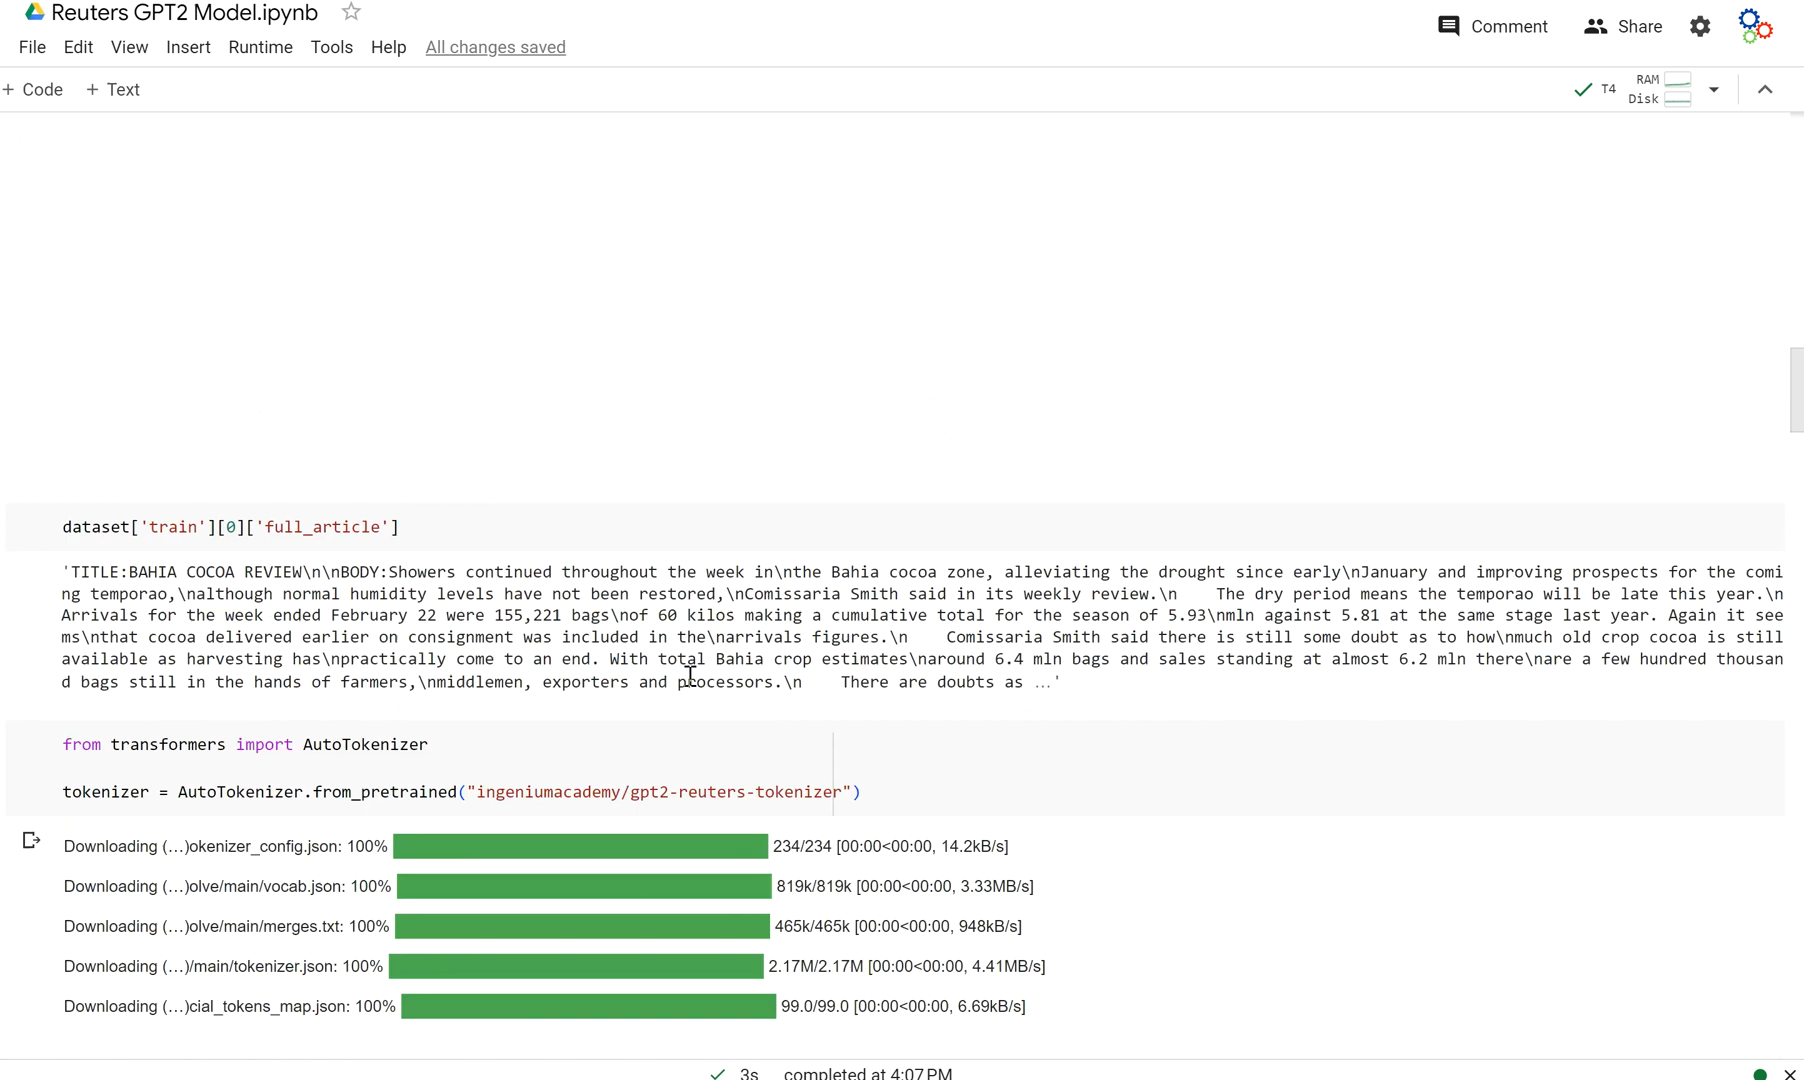 Reuters GPT2 Model.ipynb
Comment
Share
File Edit View Insert Runtime Tools Help All changes saved
+ Code + Text
T4
RAM
Disk
dataset['train'][0]['full_article']
'TITLE:BAHIA COCOA REVIEW\n\nBODY:Showers continued throughout the week in\nthe Bahia cocoa zone, alleviating the drought since early\nJanuary and improving prospects for the comi
ng temporao,\nalthough normal humidity levels have not been restored,\nComissaria Smith said in its weekly review.\n    The dry period means the temporao will be late this year.\n
Arrivals for the week ended February 22 were 155,221 bags\nof 60 kilos making a cumulative total for the season of 5.93\nmln against 5.81 at the same stage last year. Again it see
ms\nthat cocoa delivered earlier on consignment was included in the\narrivals figures.\n    Comissaria Smith said there is still some doubt as to how\nmuch old crop cocoa is still
available as harvesting has\npractically come to an end. With total Bahia crop estimates\naround 6.4 mln bags and sales standing at almost 6.2 mln there\nare a few hundred thousan
d bags still in the hands of farmers,\nmiddlemen, exporters and processors.\n    There are doubts as ...'
from transformers import AutoTokenizer
tokenizer = AutoTokenizer.from_pretrained("ingeniumacademy/gpt2-reuters-tokenizer")
Downloading (…)okenizer_config.json: 100% 234/234 [00:00<00:00, 14.2kB/s]
Downloading (…)olve/main/vocab.json: 100% 819k/819k [00:00<00:00, 3.33MB/s]
Downloading (…)olve/main/merges.txt: 100% 465k/465k [00:00<00:00, 948kB/s]
Downloading (…)/main/tokenizer.json: 100% 2.17M/2.17M [00:00<00:00, 4.41MB/s]
Downloading (…)cial_tokens_map.json: 100% 99.0/99.0 [00:00<00:00, 6.69kB/s]
3s completed at 4:07 PM